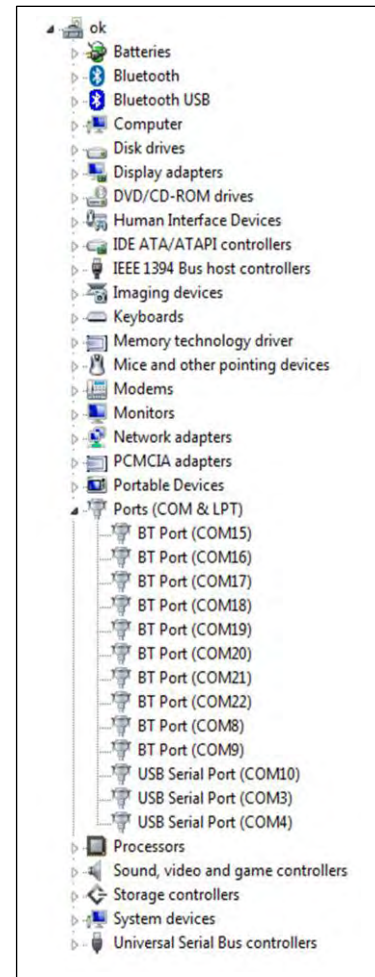 ok
Batteries
Bluetooth
Bluetooth USB
Computer
Disk drives
Display adapters
DVD/CD-ROM drives
Human Interface Devices
IDE ATA/ATAPI controllers
IEEE 1394 Bus host controllers
Imaging devices
Keyboards
Memory technology driver
Mice and other pointing devices
Modems
Monitors
Network adapters
PCMCIA adapters
Portable Devices
Ports (COM & LPT)
BT Port (COM15)
BT Port (COM16)
BT Port (COM17)
BT Port (COM18)
BT Port (COM19)
BT Port (COM20)
BT Port (COM21)
BT Port (COM22)
BT Port (COM8)
BT Port (COM9)
USB Serial Port (COM10)
USB Serial Port (COM3)
USB Serial Port (COM4)
Processors
Sound, video and game controllers
Storage controllers
System devices
Universal Serial Bus controllers